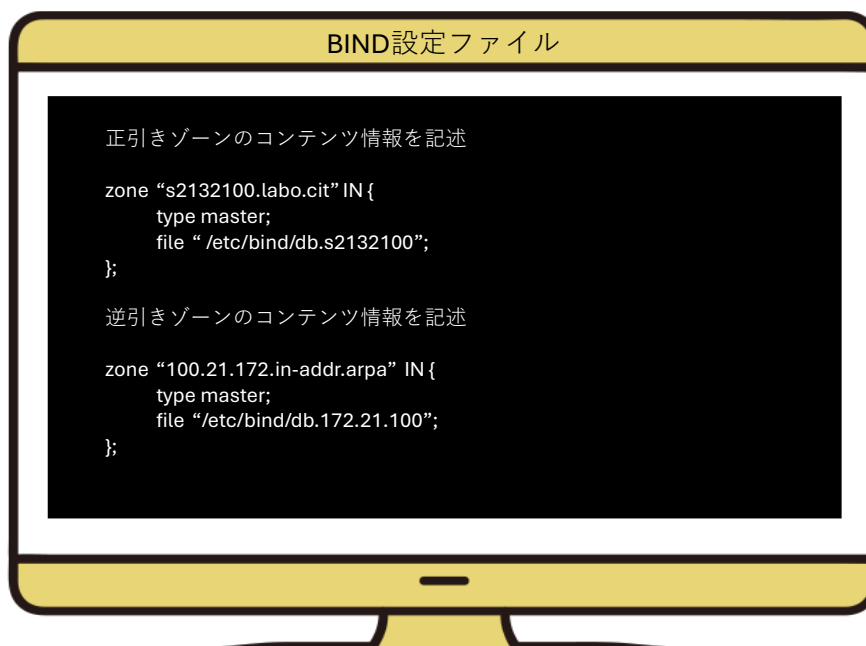 BIND設定ファイル
正引きゾーンのコンテンツ情報を記述
zone “s2132100.labo.cit” IN {
type master;
file “ /etc/bind/db.s2132100”;
};
逆引きゾーンのコンテンツ情報を記述
zone “100.21.172.in-addr.arpa” IN {
type master;
file “/etc/bind/db.172.21.100”;
};